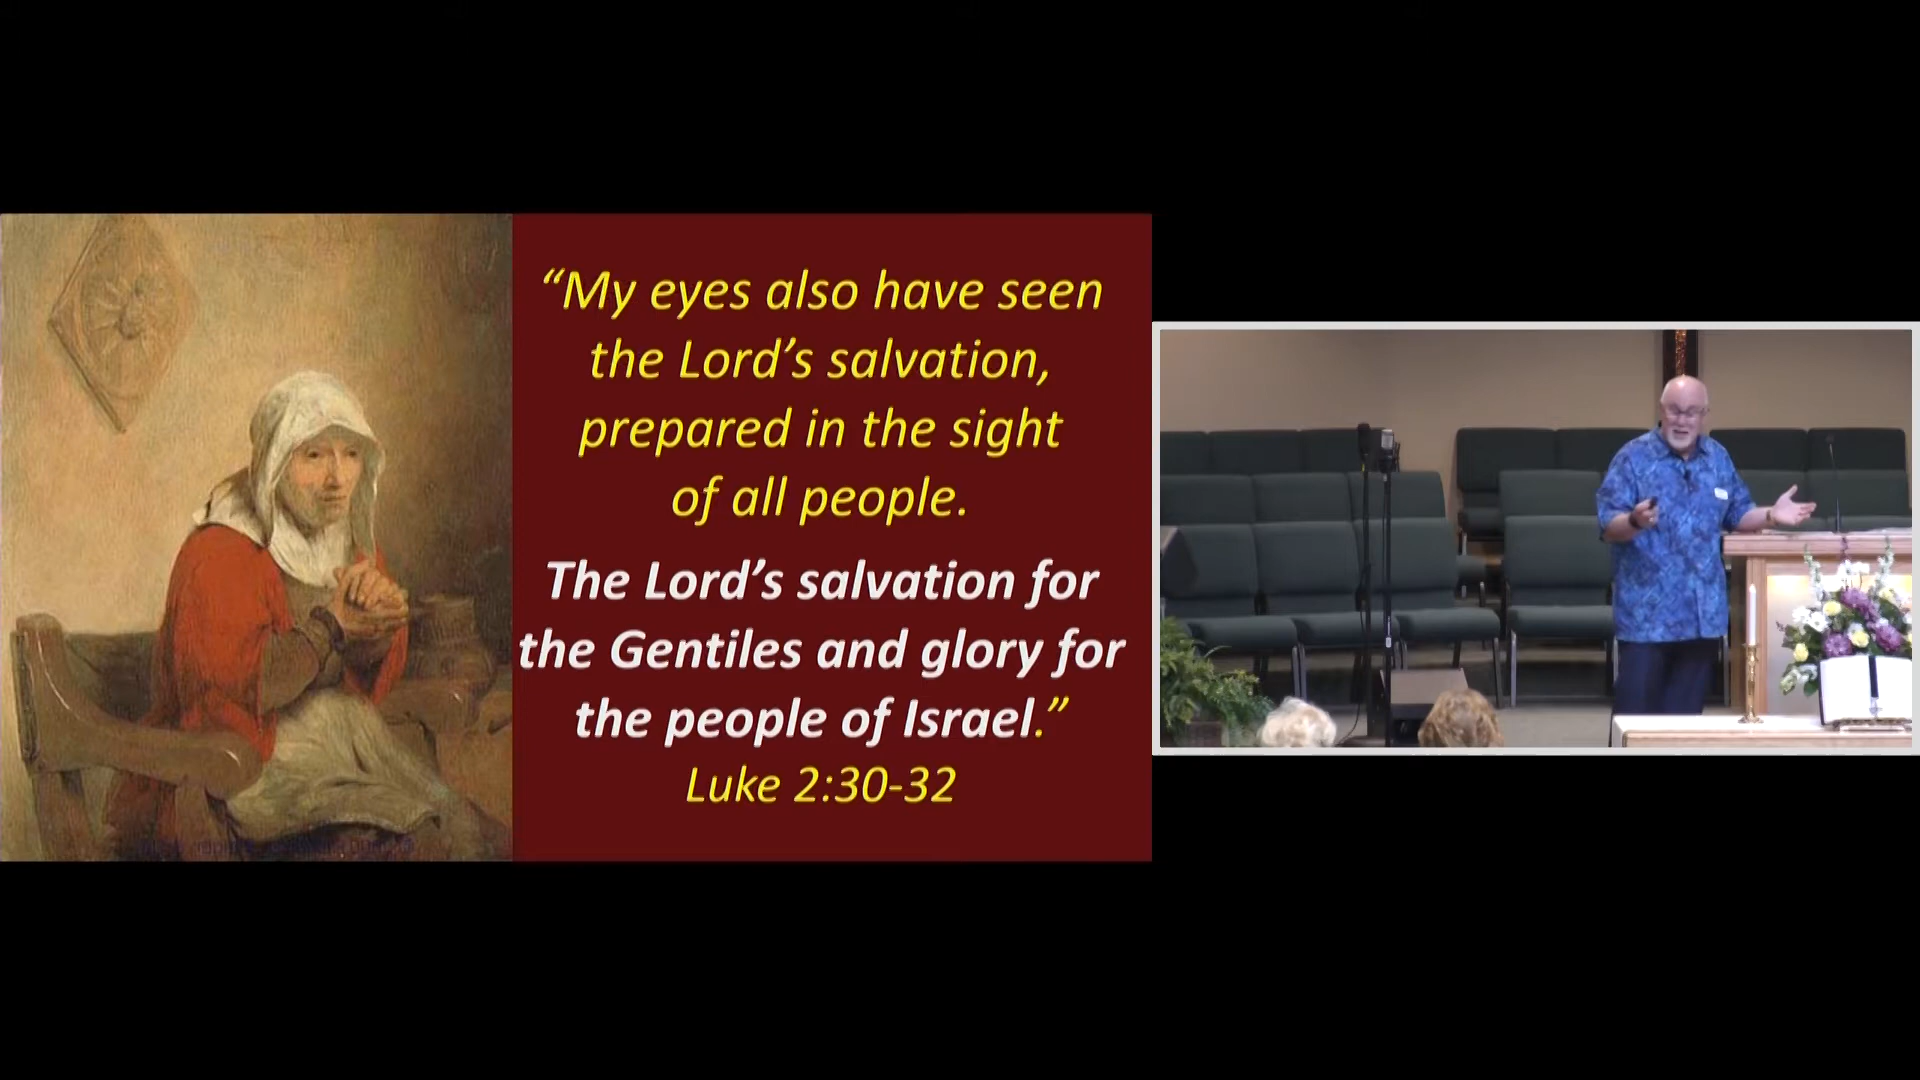 “My eyes also have seen
the Lord’s salvation,
prepared in the sight
of all people.
The Lord’s salvation for
the Gentiles and glory for
the people of Israel.”
Luke 2:30-32